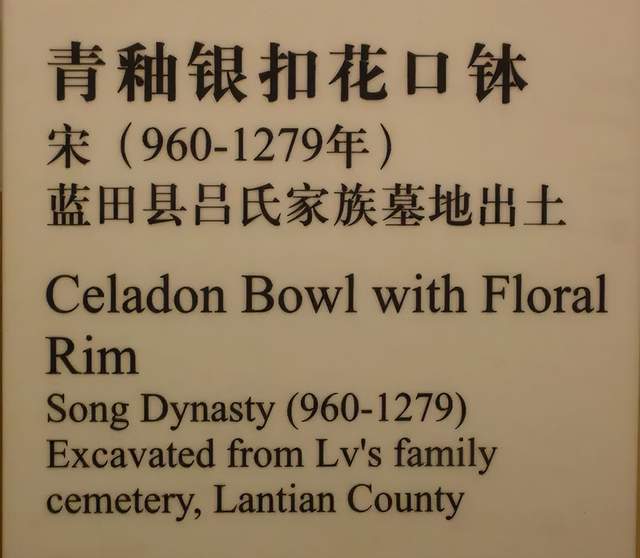 青釉银扣花口钵
宋（960-1279年）
蓝田县吕氏家族墓地出土
Celadon Bowl with Floral
Rim
Song Dynasty (960-1279)
Excavated from Lv's family
cemetery, Lantian County